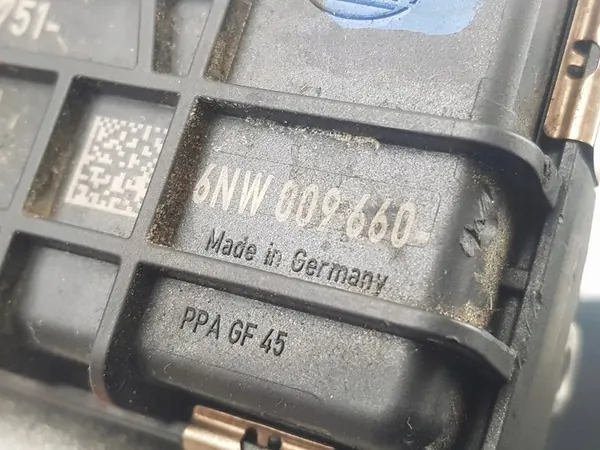 751-
6NW 009 660-
Made in Germany
PPA GF 45